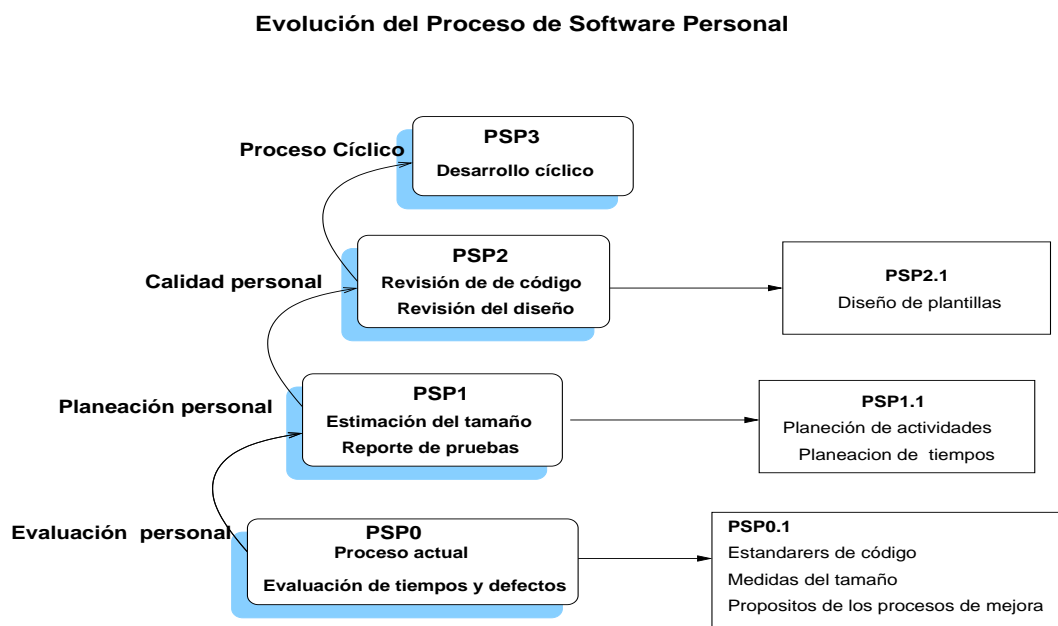 Evolución del Proceso de Software Personal
PSP3
Proceso Cíclico
Desarrollo cíclico
PSP2
Calidad personal
Revisión de de código
Revisión del diseño
PSP2.1
Diseño de plantillas
PSP1
Planeación personal
Estimación del tamaño
Reporte de pruebas
PSP1.1
Planeción de actividades
Planeacion de tiempos
Evaluación personal
PSP0
Proceso actual
Evaluación de tiempos y defectos
PSP0.1
Estandarers de código
Medidas del tamaño
Propositos de los procesos de mejora